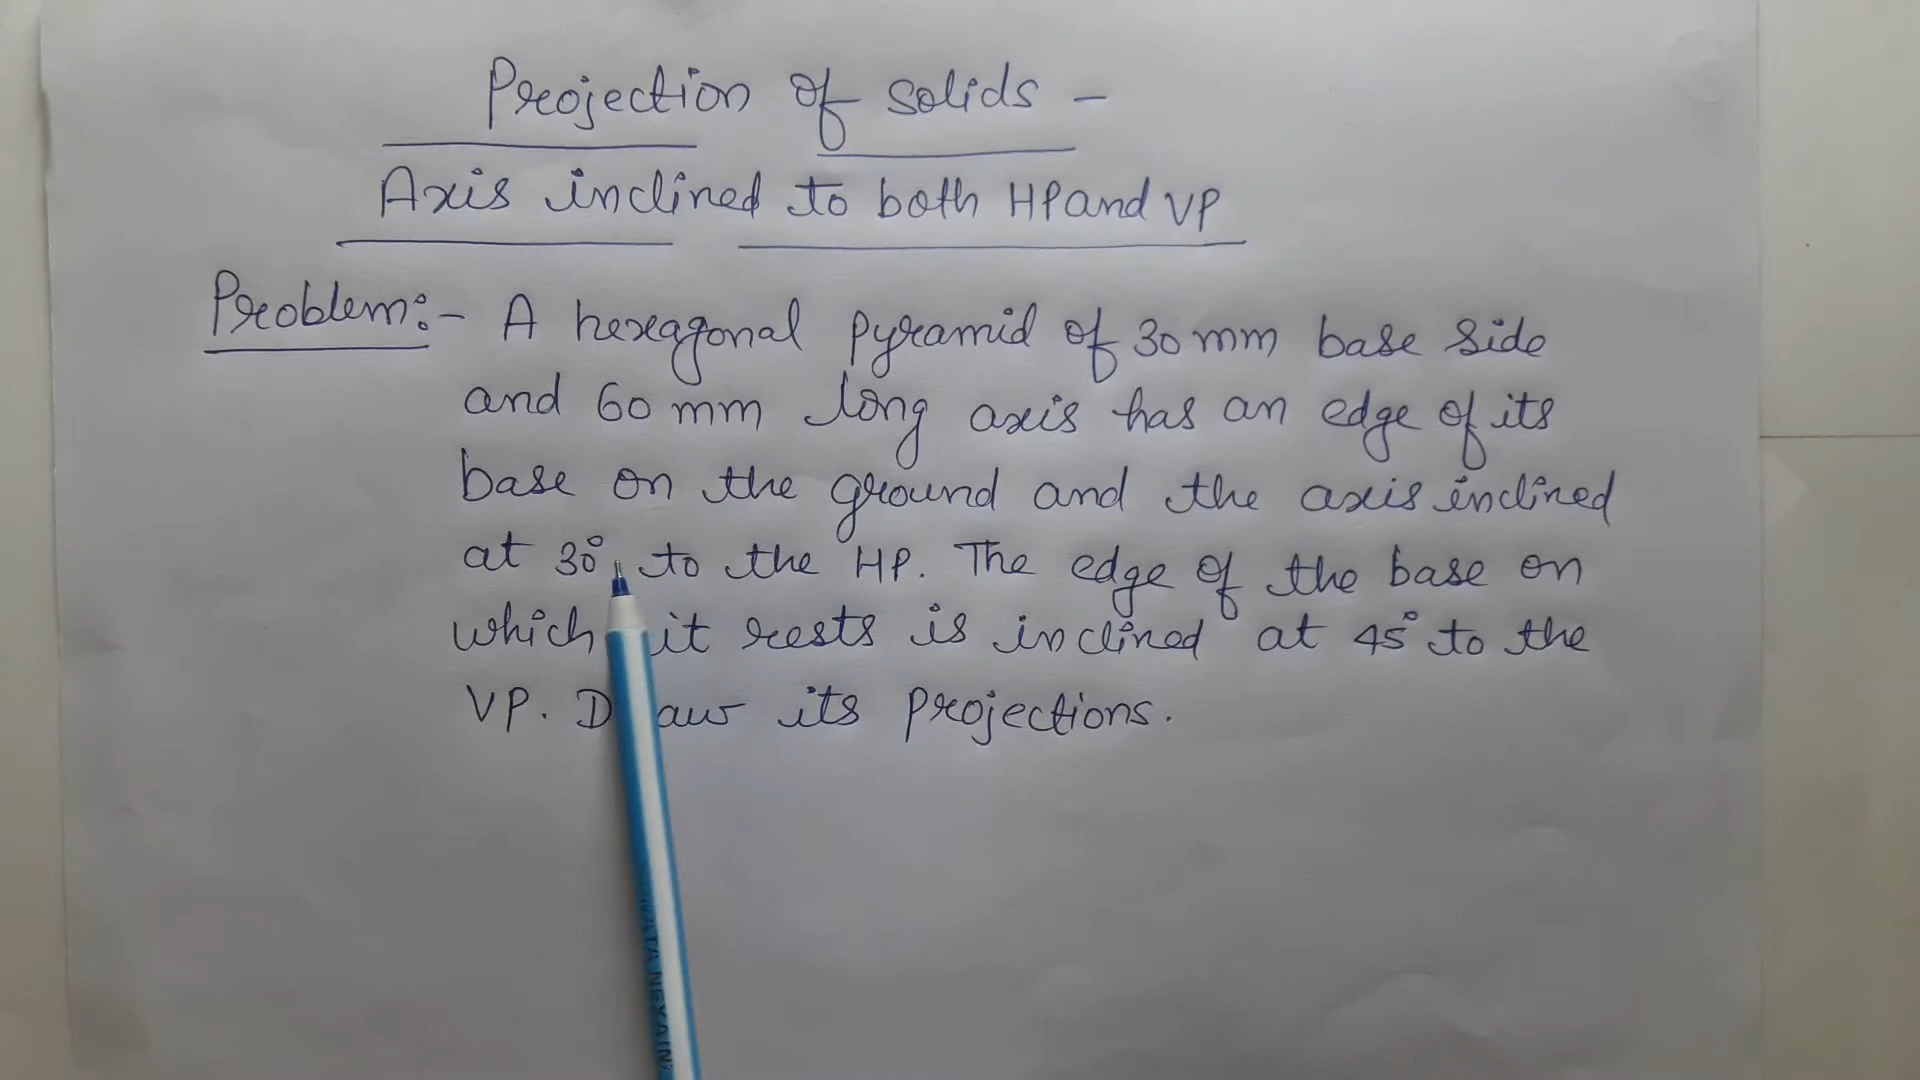 Projection of solids -
Axis inclined to both HP and VP
Problem:- A hexagonal pyramid of 30 mm base side
and 60 mm long axis has an edge of its
base on the ground and the axis inclined
at 30° to the HP. The edge of the base on
which it rests is inclined at 45° to the
VP. Draw its projections.